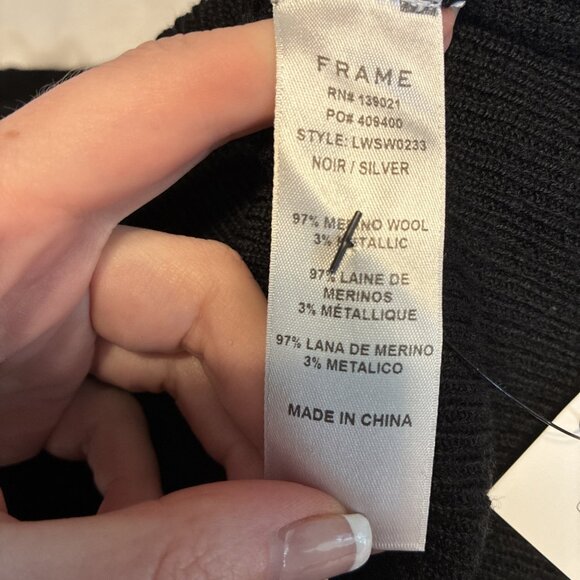 FRAME
RN# 139021
PO# 409400
STYLE: LWSW0233
NOIR / SILVER
97% MERINO WOOL
3% METALLIC
97% LAINE DE
MERINOS
3% MÉTALLIQUE
97% LANA DE MERINO
3% METALICO
MADE IN CHINA